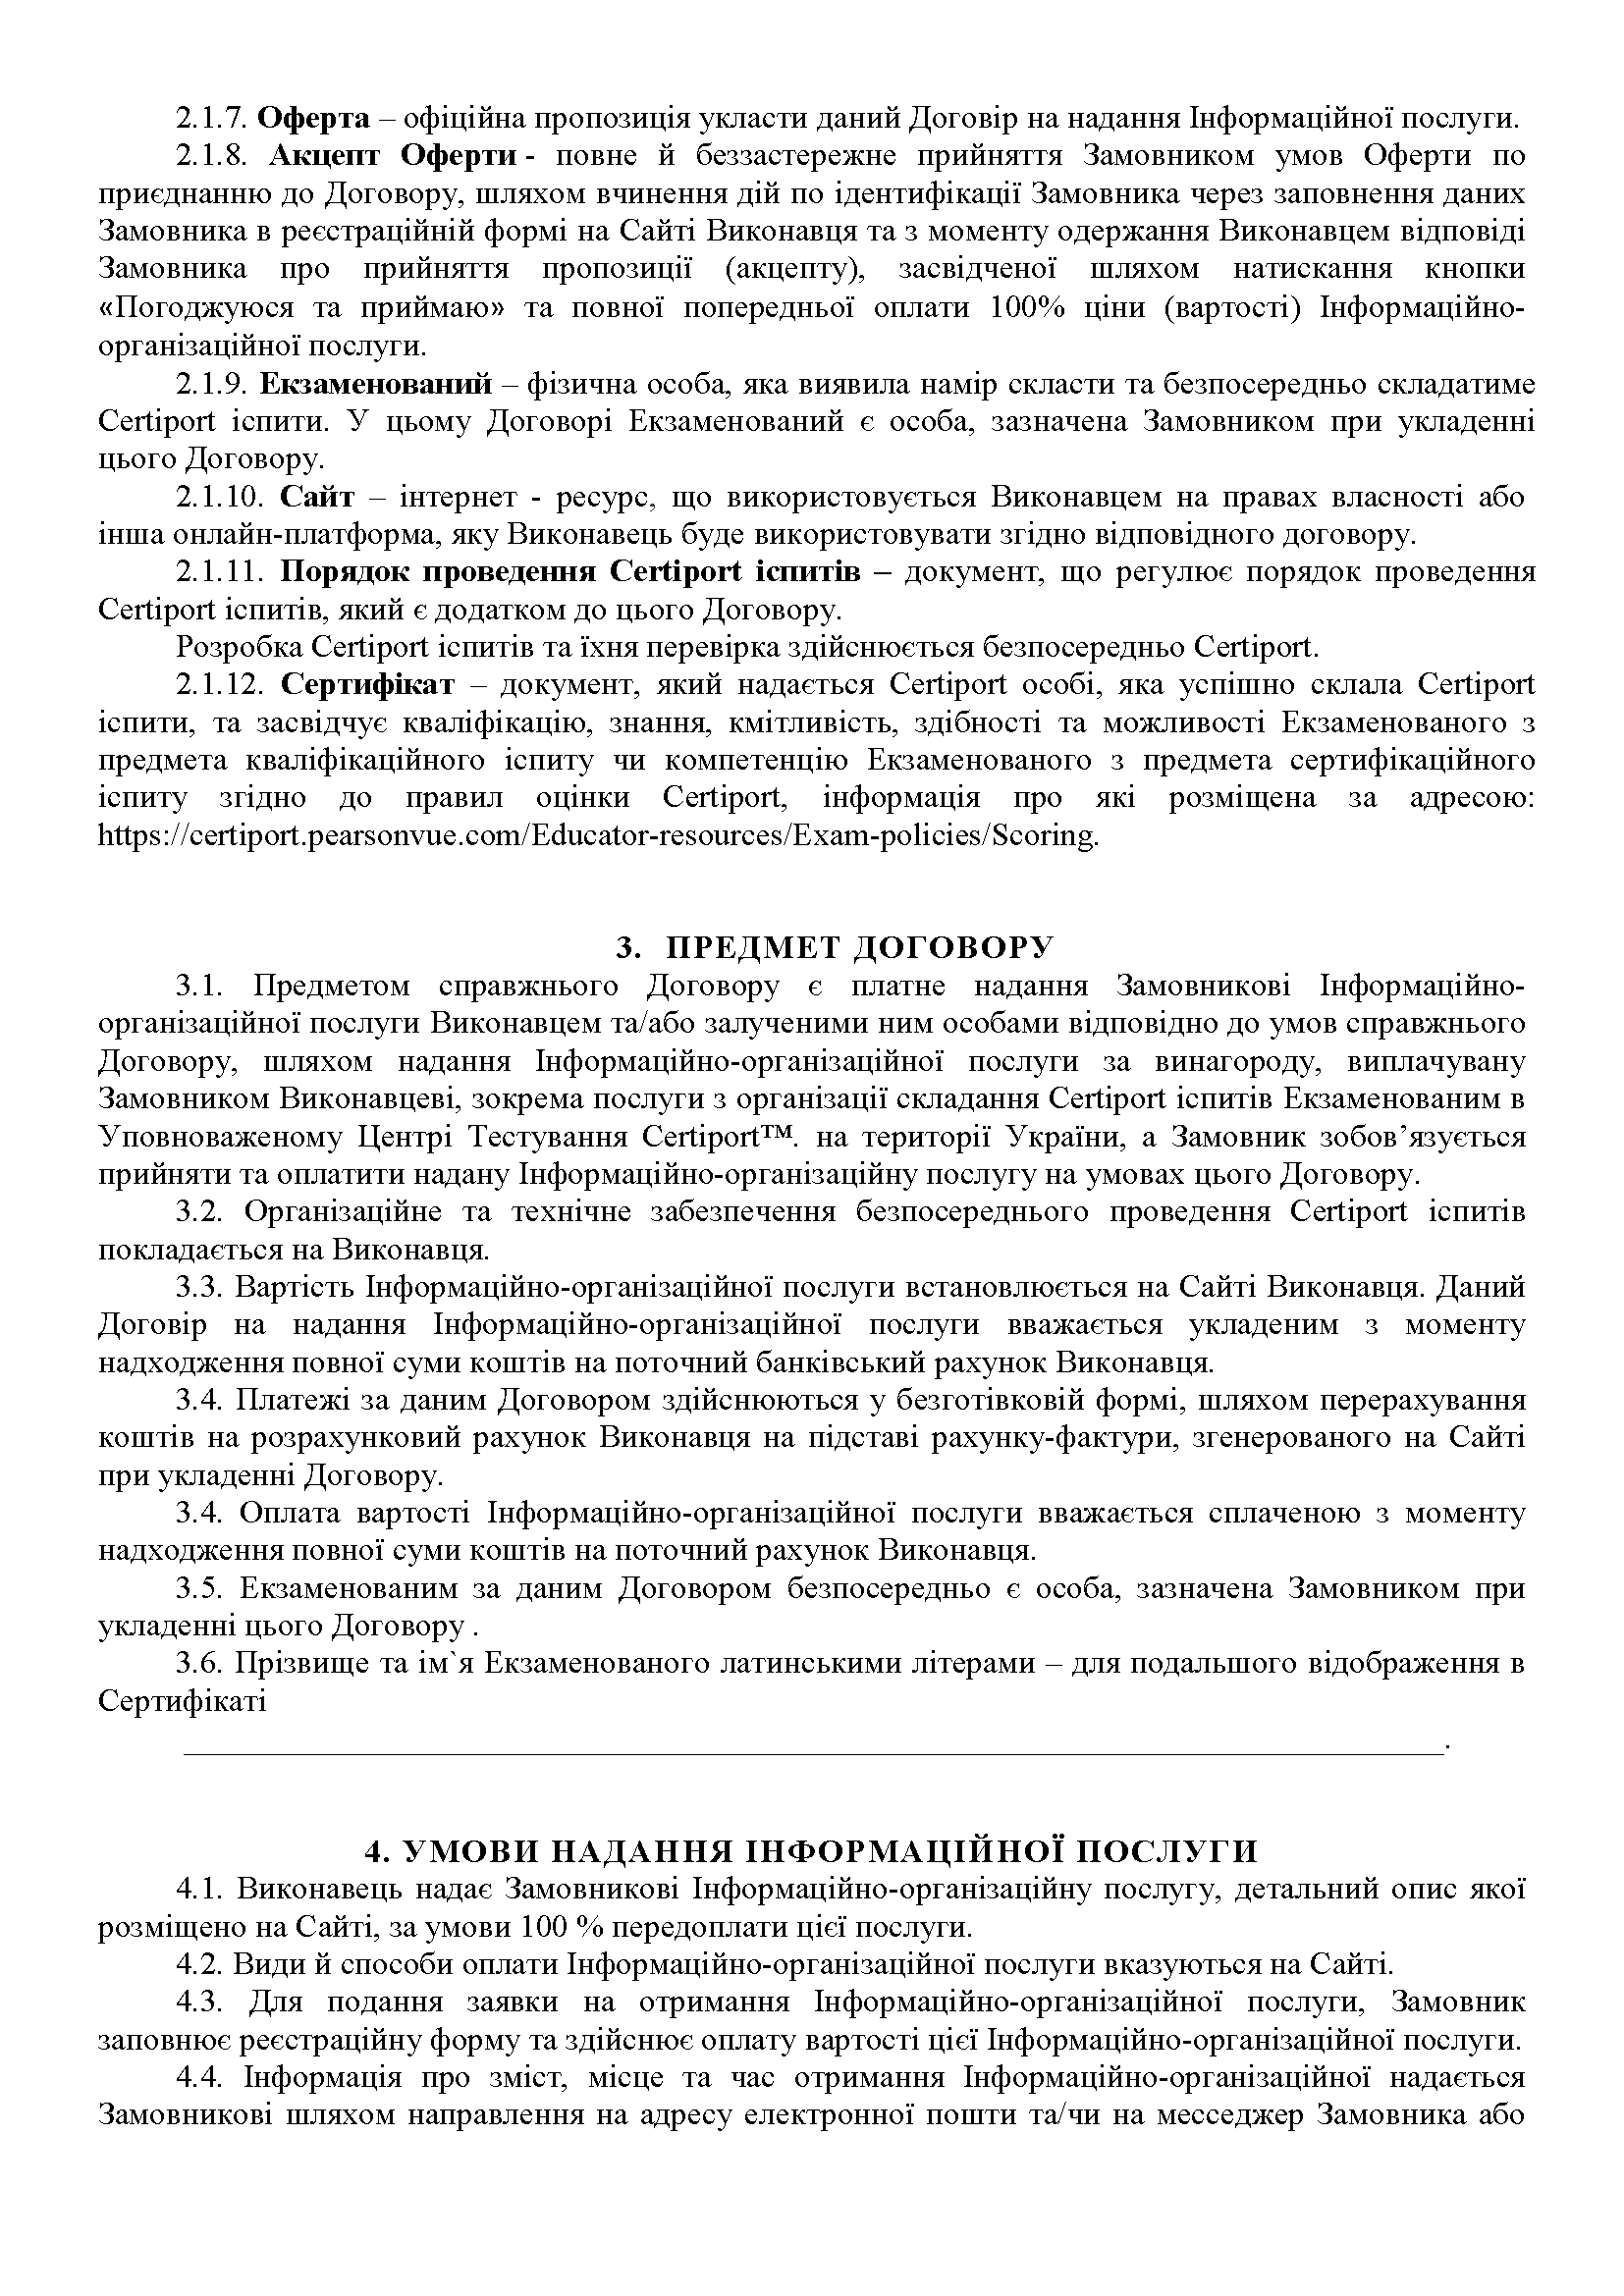 2.1.7. Оферта – офіційна пропозиція укласти даний Договір на надання Інформаційної послуги.
2.1.8. Акцепт Оферти - повне й беззастережне прийняття Замовником умов Оферти по
приєднанню до Договору, шляхом вчинення дій по ідентифікації Замовника через заповнення даних
Замовника в реєстраційній формі на Сайті Виконавця та з моменту одержання Виконавцем відповіді
Замовника про прийняття пропозиції (акцепту), засвідченої шляхом натискання кнопки
«Погоджуюся та приймаю» та повної попередньої оплати 100% ціни (вартості) Інформаційно-
організаційної послуги.
2.1.9. Екзаменований – фізична особа, яка виявила намір скласти та безпосередньо складатиме
Certiport іспити. У цьому Договорі Екзаменований є особа, зазначена Замовником при укладенні
цього Договору.
2.1.10. Сайт – інтернет - ресурс, що використовується Виконавцем на правах власності або
інша онлайн-платформа, яку Виконавець буде використовувати згідно відповідного договору.
2.1.11. Порядок проведення Certiport іспитів – документ, що регулює порядок проведення
Certiport іспитів, який є додатком до цього Договору.
Розробка Certiport іспитів та їхня перевірка здійснюється безпосередньо Certiport.
2.1.12. Сертифікат – документ, який надається Certiport особі, яка успішно склала Certiport
іспити, та засвідчує кваліфікацію, знання, кмітливість, здібності та можливості Екзаменованого з
предмета кваліфікаційного іспиту чи компетенцію Екзаменованого з предмета сертифікаційного
іспиту згідно до правил оцінки Certiport, інформація про які розміщена за адресою:
https://certiport.pearsonvue.com/Educator-resources/Exam-policies/Scoring.
3. ПРЕДМЕТ ДОГОВОРУ
3.1. Предметом справжнього Договору є платне надання Замовникові Інформаційно-
організаційної послуги Виконавцем та/або залученими ним особами відповідно до умов справжнього
Договору, шляхом надання Інформаційно-організаційної послуги за винагороду, виплачувану
Замовником Виконавцеві, зокрема послуги з організації складання Certiport іспитів Екзаменованим в
Уповноваженому Центрі Тестування Certiport™. на території України, а Замовник зобов’язується
прийняти та оплатити надану Інформаційно-організаційну послугу на умовах цього Договору.
3.2. Організаційне та технічне забезпечення безпосереднього проведення Certiport іспитів
покладається на Виконавця.
3.3. Вартість Інформаційно-організаційної послуги встановлюється на Сайті Виконавця. Даний
Договір на надання Інформаційно-організаційної послуги вважається укладеним з моменту
надходження повної суми коштів на поточний банківський рахунок Виконавця.
3.4. Платежі за даним Договором здійснюються у безготівковій формі, шляхом перерахування
коштів на розрахунковий рахунок Виконавця на підставі рахунку-фактури, згенерованого на Сайті
при укладенні Договору.
3.4. Оплата вартості Інформаційно-організаційної послуги вважається сплаченою з моменту
надходження повної суми коштів на поточний рахунок Виконавця.
3.5. Екзаменованим за даним Договором безпосередньо є особа, зазначена Замовником при
укладенні цього Договору .
3.6. Прізвище та ім`я Екзаменованого латинськими літерами – для подальшого відображення в
Сертифікаті
______________________________________________________________________________.
4. УМОВИ НАДАННЯ ІНФОРМАЦІЙНОЇ ПОСЛУГИ
4.1. Виконавець надає Замовникові Інформаційно-організаційну послугу, детальний опис якої
розміщено на Сайті, за умови 100 % передоплати цієї послуги.
4.2. Види й способи оплати Інформаційно-організаційної послуги вказуються на Сайті.
4.3. Для подання заявки на отримання Інформаційно-організаційної послуги, Замовник
заповнює реєстраційну форму та здійснює оплату вартості цієї Інформаційно-організаційної послуги.
4.4. Інформація про зміст, місце та час отримання Інформаційно-організаційної надається
Замовникові шляхом направлення на адресу електронної пошти та/чи на месседжер Замовника або